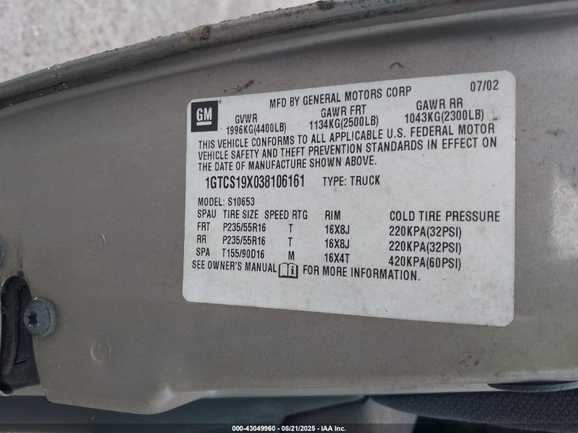 GM
MFD BY GENERAL MOTORS CORP 07/02
GVWR GAWR FRT GAWR RR
1996KG(4400LB) 1134KG(2500LB) 1043KG(2300LB)
THIS VEHICLE CONFORMS TO ALL APPLICABLE U.S. FEDERAL MOTOR
VEHICLE SAFETY AND THEFT PREVENTION STANDARDS IN EFFECT ON
THE DATE OF MANUFACTURE SHOWN ABOVE.
1GTCS19X038106161 TYPE: TRUCK
MODEL: S10653
SPAU TIRE SIZE SPEED RTG RIM COLD TIRE PRESSURE
FRT P235/55R16 T 16X8J 220KPA(32PSI)
RR P235/55R16 T 16X8J 220KPA(32PSI)
SPA T155/90D16 M 16X4T 420KPA(60PSI)
SEE OWNER'S MANUAL FOR MORE INFORMATION.
000-43049960 - 08/21/2025 - IAA Inc.